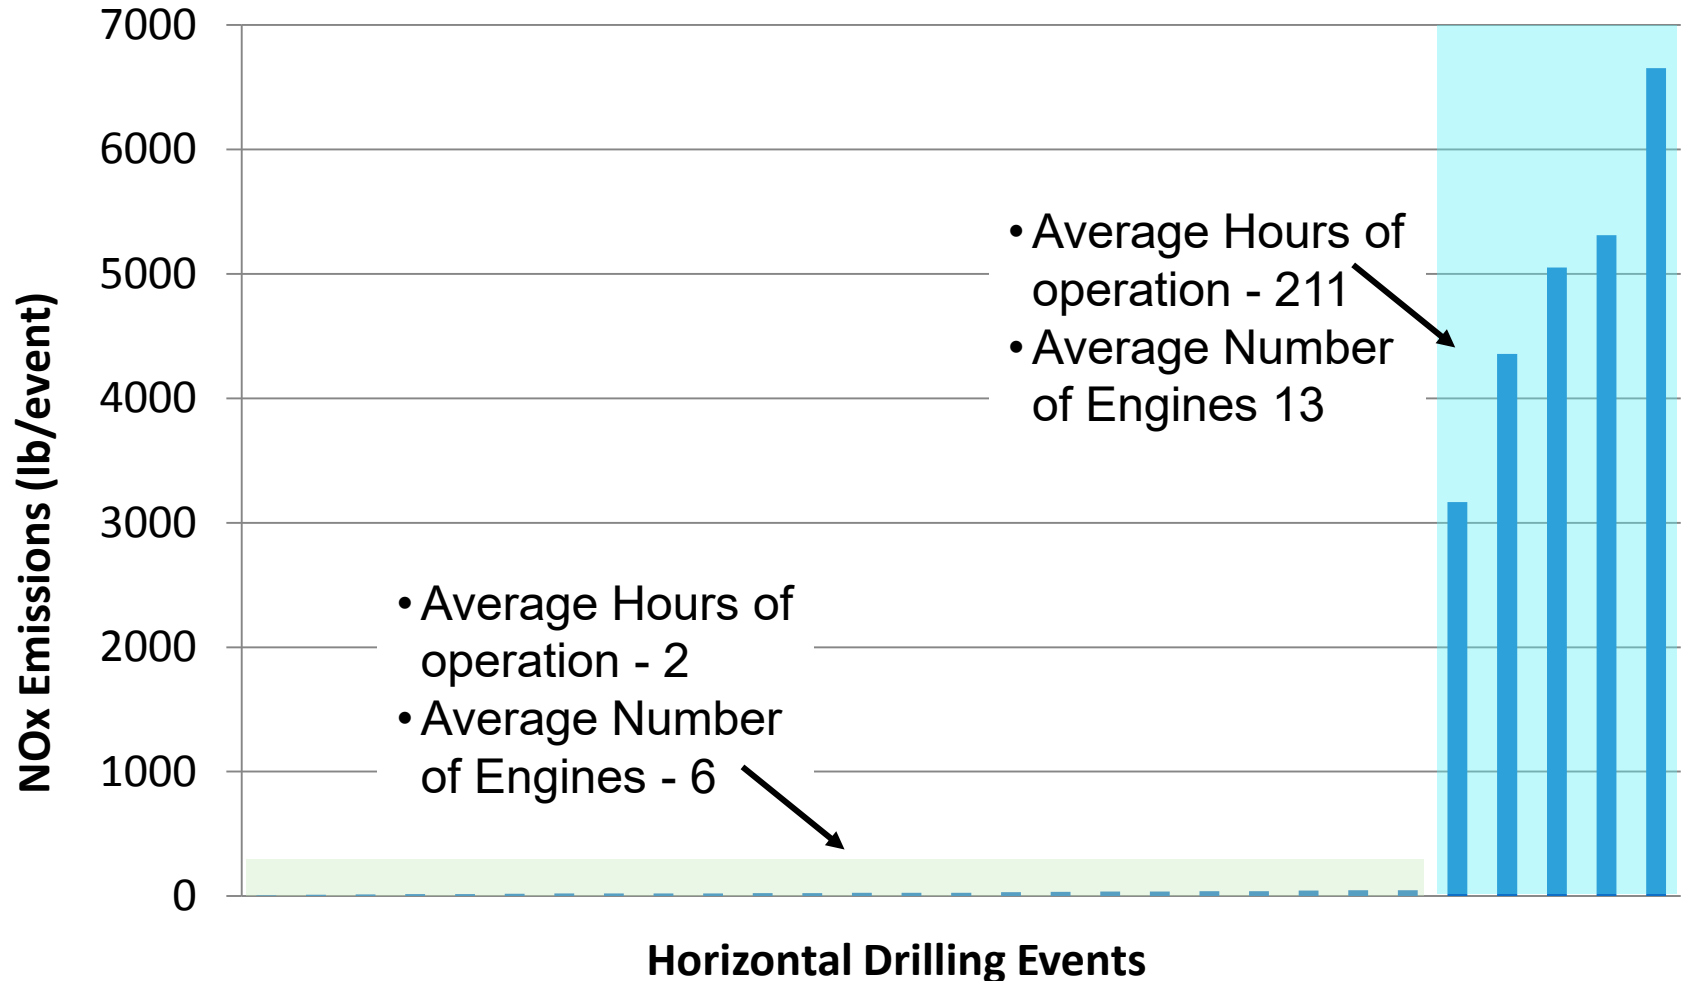 7000
6000
5000
4000
3000
2000
1000
0
NOx Emissions (lb/event)
• Average Hours of
operation - 211
• Average Number
of Engines 13
• Average Hours of
operation - 2
• Average Number
of Engines - 6
Horizontal Drilling Events